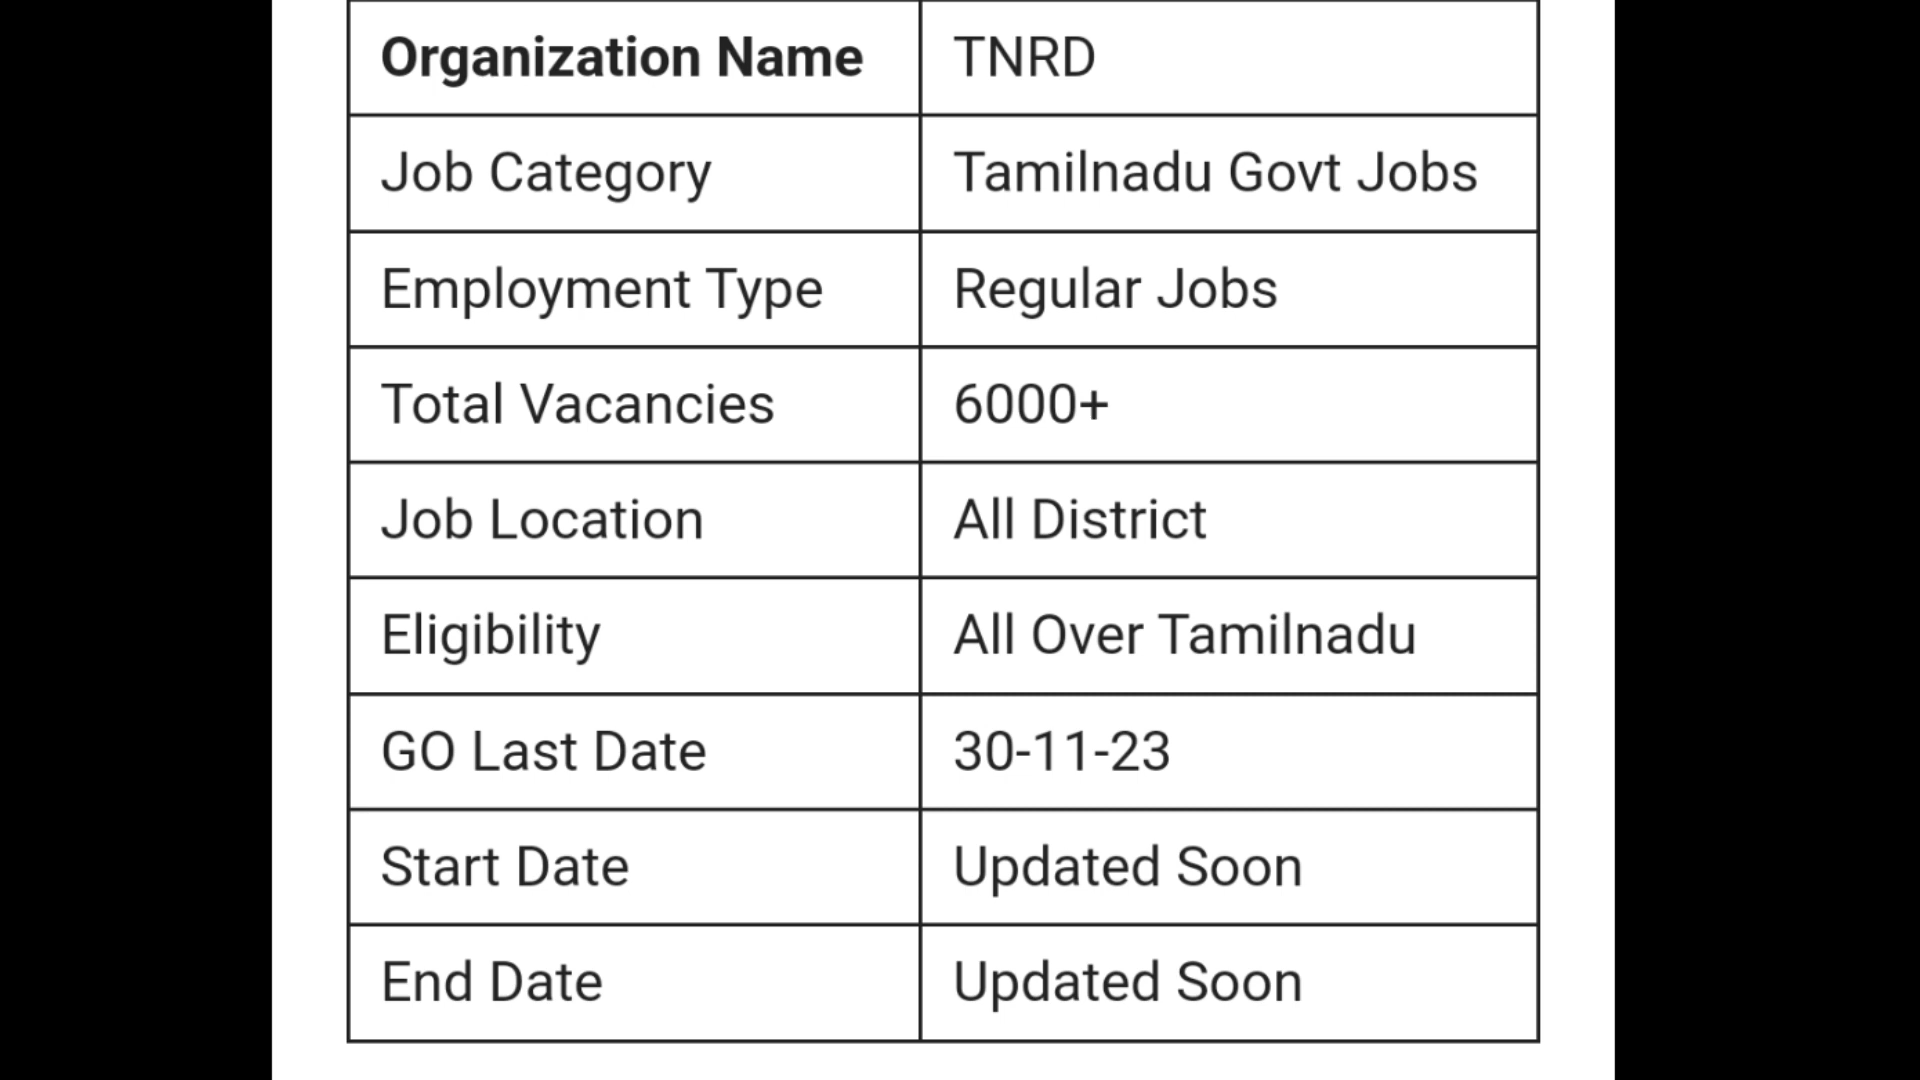 Organization Name TNRD
Job Category Tamilnadu Govt Jobs
Employment Type Regular Jobs
Total Vacancies 6000+
Job Location All District
Eligibility All Over Tamilnadu
GO Last Date 30-11-23
Start Date Updated Soon
End Date Updated Soon